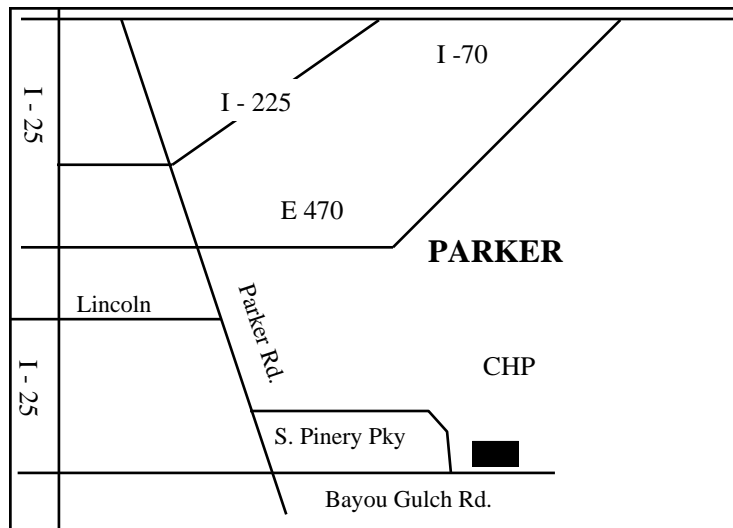 I -70
I - 25
I - 225
E 470
PARKER
Lincoln
Parker Rd.
I - 25
CHP
S. Pinery Pky
Bayou Gulch Rd.